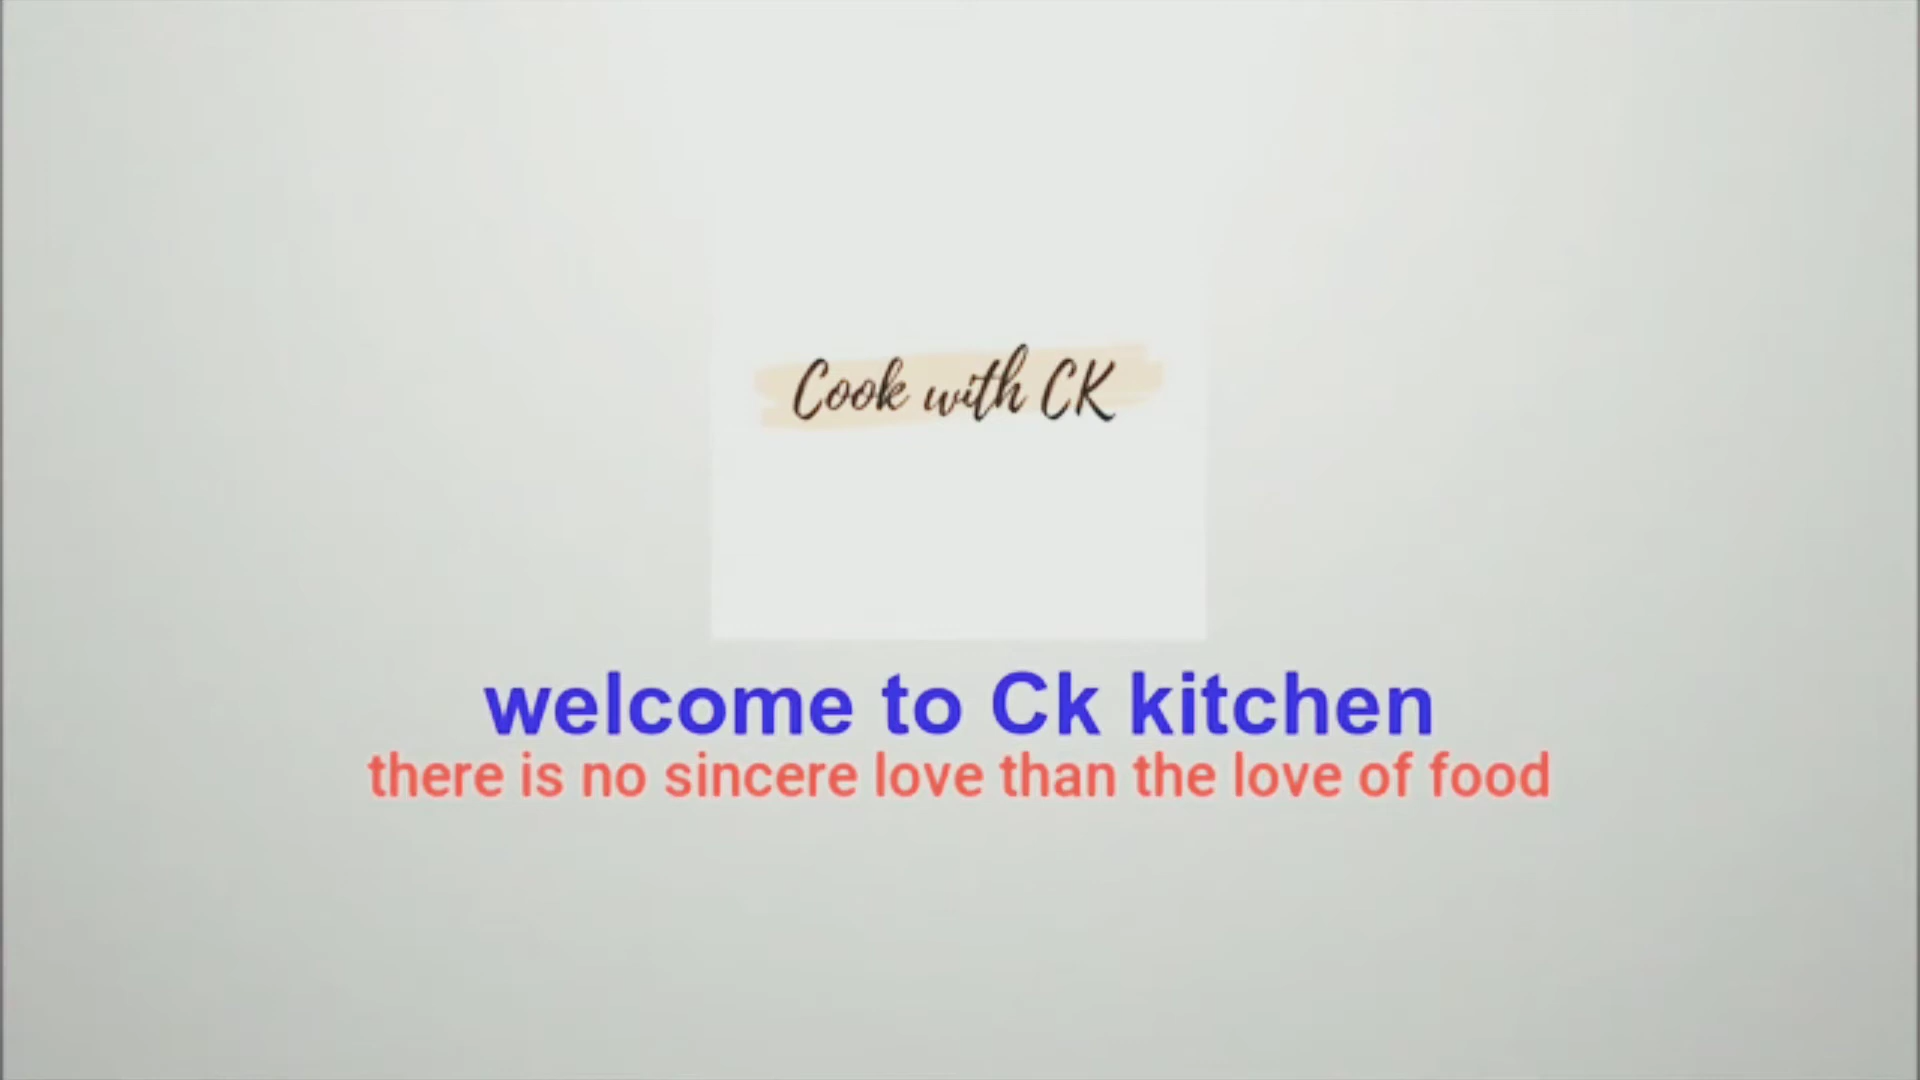 Cook with CK
welcome to Ck kitchen
there is no sincere love than the love of food